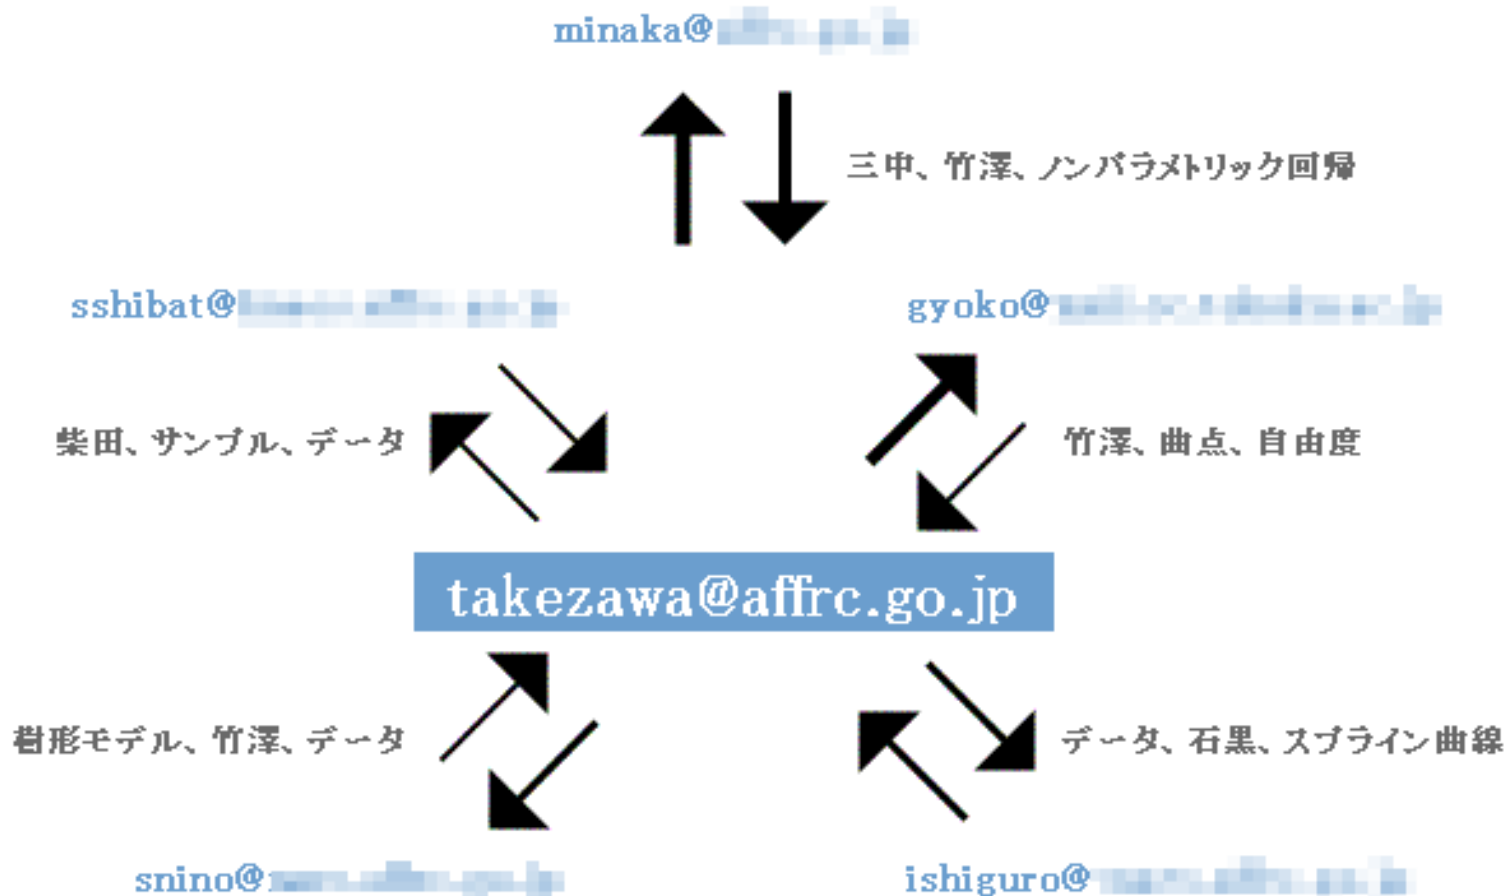 minaka@
三中、竹澤、ノンパラメトリック回帰
sshibat@
gyoko@
柴田、サンプル、データ
竹澤、曲点、自由度
takezawa@affrc.go.jp
樹形モデル、竹澤、データ
データ、石黒、スプライン曲線
snino@
ishiguro@